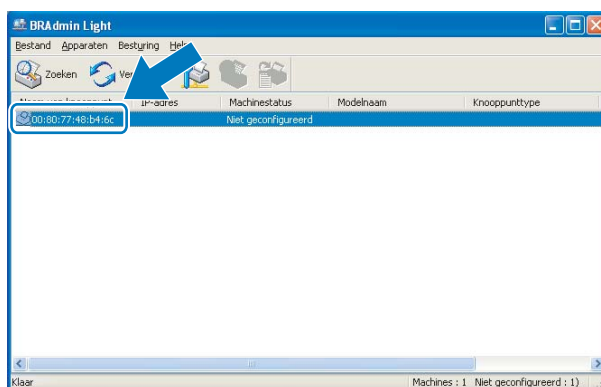 BRAdmin Light
Bestand Apparaten Besturing
Zoeken
IP-adres Machinestatus Modelnaam Knooppunttype
00:80:77:48:b4:6c Niet geconfigureerd
Klaar Machines : 1 Niet geconfigureerd : 1)